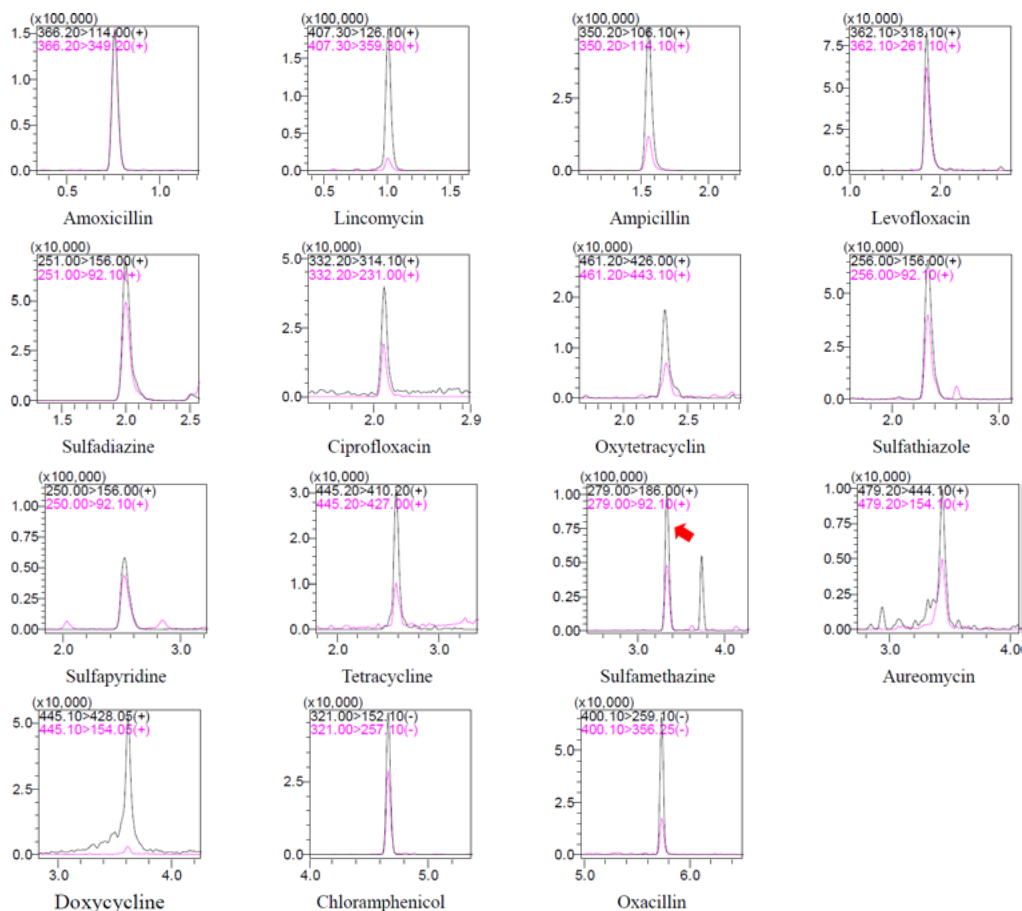 (x100,000)
366.20>114.00(+)
366.20>349.20(+)
1.5
1.0
0.5
0.0
0.5 1.0
Amoxicillin
(x100,000)
407.30>126.10(+)
407.30>359.30(+)
2.0
1.5
1.0
0.5
0.0
0.5 1.0 1.5
Lincomycin
(x100,000)
350.20>106.10(+)
350.20>114.10(+)
2.5
0.0
1.5 2.0
Ampicillin
(x10,000)
362.10>318.10(+)
362.10>261.10(+)
7.5
5.0
2.5
0.0
1.0 2.0
Levofloxacin
(x10,000)
251.00>156.00(+)
251.00>92.10(+)
5.0
2.5
0.0
1.5 2.0 2.5
Sulfadiazine
(x10,000)
332.20>314.10(+)
332.20>231.00(+)
5.0
2.5
0.0
2.0 2.9
Ciprofloxacin
(x10,000)
461.20>426.00(+)
461.20>443.10(+)
2.0
1.0
0.0
2.0 2.5
Oxytetracyclin
(x10,000)
256.00>156.00(+)
256.00>92.10(+)
5.0
2.5
0.0
2.0 3.0
Sulfathiazole
(x100,000)
250.00>156.00(+)
250.00>92.10(+)
1.00
0.75
0.50
0.25
0.00
2.0 3.0
Sulfapyridine
(x10,000)
445.20>410.20(+)
445.20>427.00(+)
3.0
2.0
1.0
0.0
2.0 3.0
Tetracycline
(x100,000)
279.00>186.00(+)
279.00>92.10(+)
1.00
0.75
0.50
0.25
0.00
3.0 4.0
Sulfamethazine
(x10,000)
479.20>444.10(+)
479.20>154.10(+)
1.0
0.5
0.0
3.0 4.0
Aureomycin
(x10,000)
445.10>428.05(+)
445.10>154.05(+)
5.0
2.5
0.0
3.0 4.0
Doxycycline
(x10,000)
321.00>152.10(-)
321.00>257.10(-)
2.5
0.0
4.0 5.0
Chloramphenicol
(x10,000)
400.10>259.10(-)
400.10>356.25(-)
5.0
2.5
0.0
5.0 6.0
Oxacillin